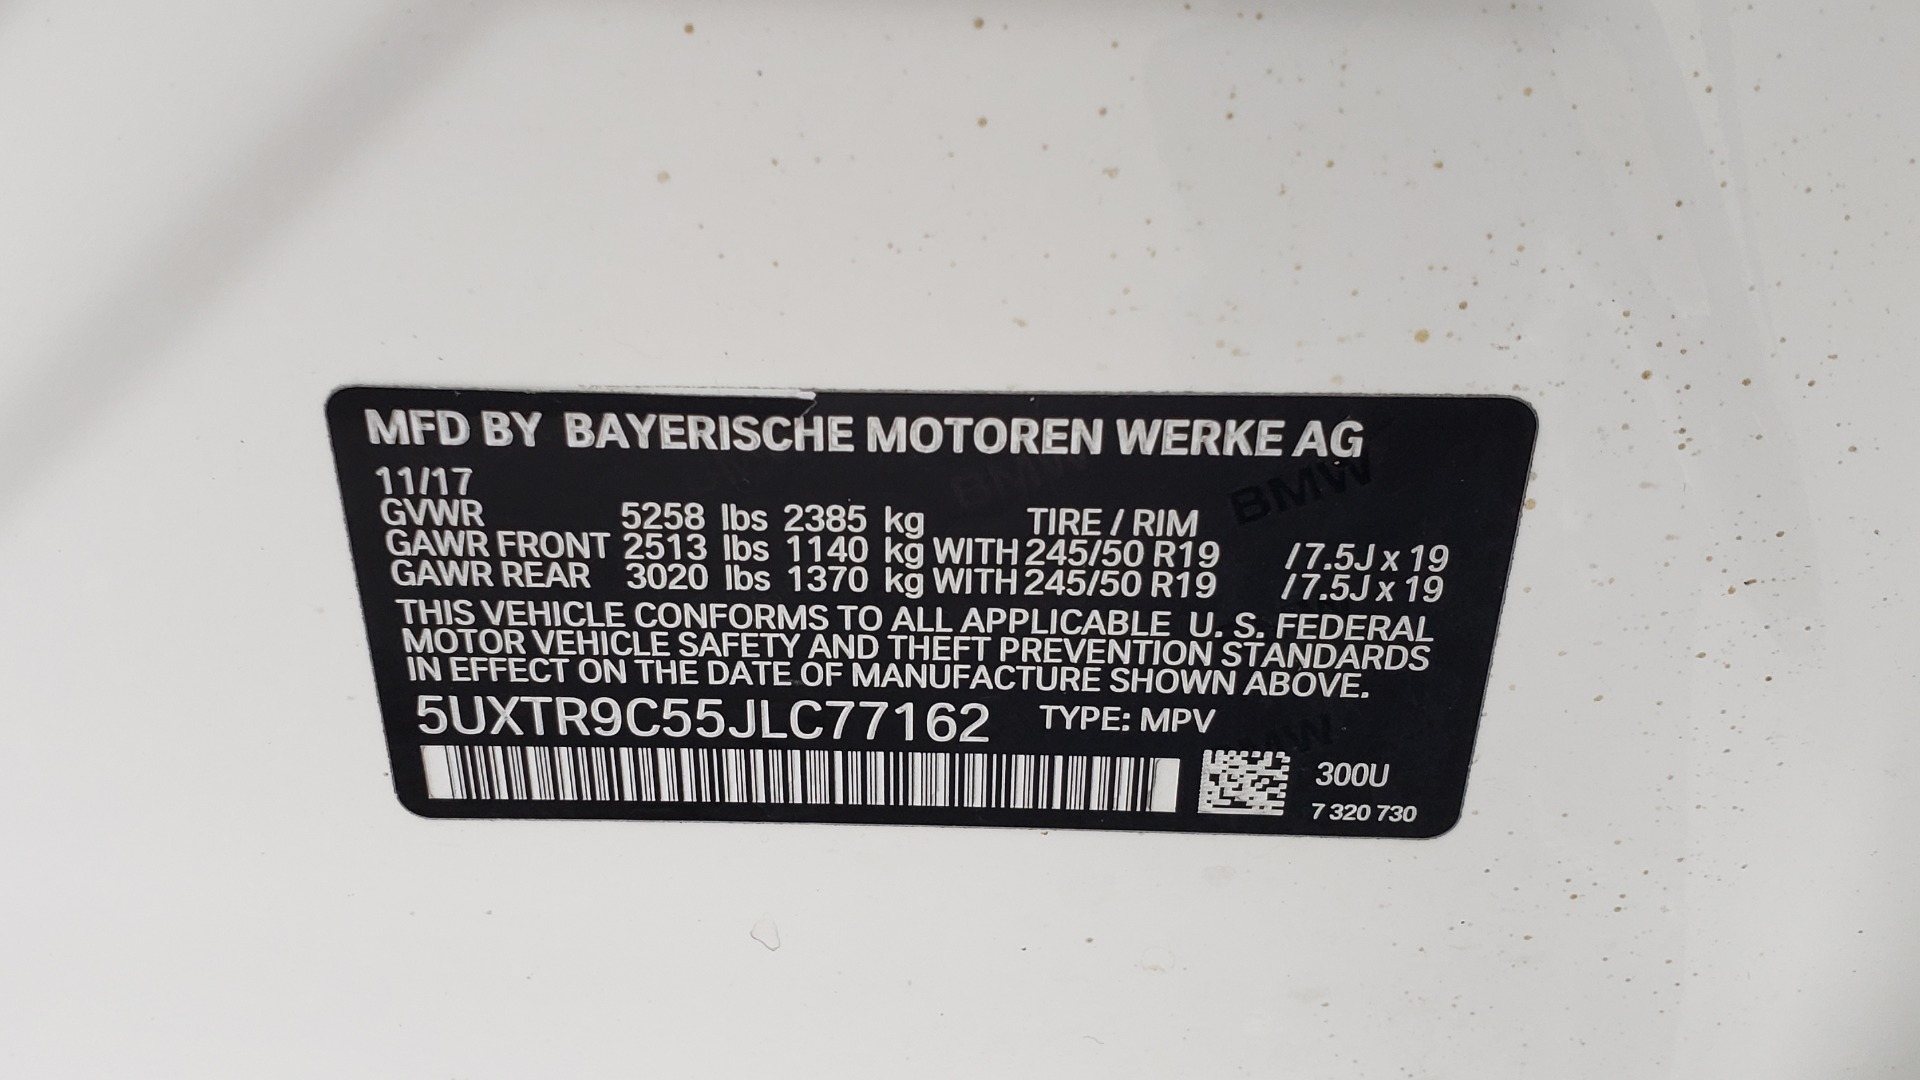 MFD BY BAYERISCHE MOTOREN WERKE AG
11/17
GVWR 5258 lbs 2385 kg TIRE / RIM
GAWR FRONT 2513 lbs 1140 kg WITH 245/50 R19 /7.5J x 19
GAWR REAR 3020 lbs 1370 kg WITH 245/50 R19 /7.5J x 19
THIS VEHICLE CONFORMS TO ALL APPLICABLE U. S. FEDERAL
MOTOR VEHICLE SAFETY AND THEFT PREVENTION STANDARDS
IN EFFECT ON THE DATE OF MANUFACTURE SHOWN ABOVE.
5UXTR9C55JLC77162 TYPE: MPV
300U
7 320 730
BMW